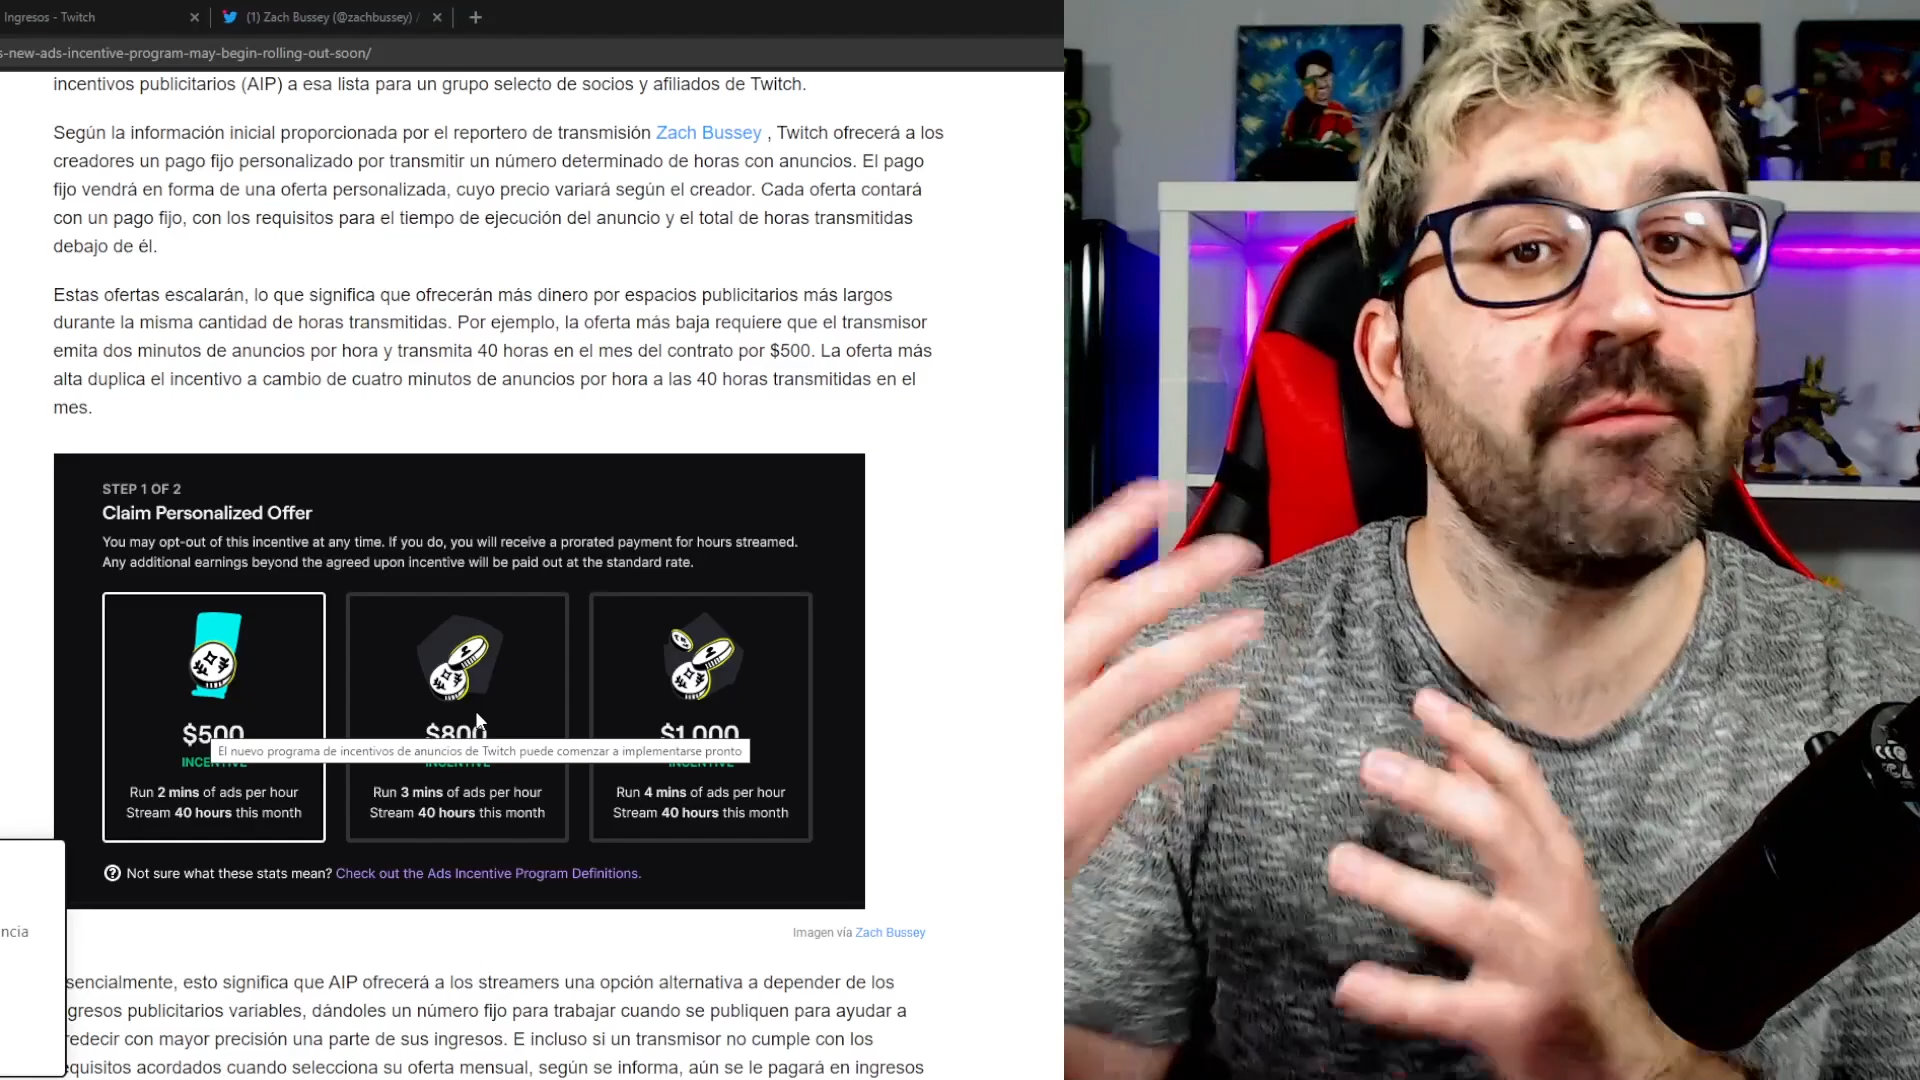 Ingresos - Twitch
(1) Zach Bussey (@zachbussey) /
s-new-ads-incentive-program-may-begin-rolling-out-soon/
incentivos publicitarios (AIP) a esa lista para un grupo selecto de socios y afiliados de Twitch.
Según la información inicial proporcionada por el reportero de transmisión Zach Bussey , Twitch ofrecerá a los
creadores un pago fijo personalizado por transmitir un número determinado de horas con anuncios. El pago
fijo vendrá en forma de una oferta personalizada, cuyo precio variará según el creador. Cada oferta contará
con un pago fijo, con los requisitos para el tiempo de ejecución del anuncio y el total de horas transmitidas
debajo de él.
Estas ofertas escalarán, lo que significa que ofrecerán más dinero por espacios publicitarios más largos
durante la misma cantidad de horas transmitidas. Por ejemplo, la oferta más baja requiere que el transmisor
emita dos minutos de anuncios por hora y transmita 40 horas en el mes del contrato por $500. La oferta más
alta duplica el incentivo a cambio de cuatro minutos de anuncios por hora a las 40 horas transmitidas en el
mes.
STEP 1 OF 2
Claim Personalized Offer
You may opt-out of this incentive at any time. If you do, you will receive a prorated payment for hours streamed.
Any additional earnings beyond the agreed upon incentive will be paid out at the standard rate.
$500
$800
$1,000
El nuevo programa de incentivos de anuncios de Twitch puede comenzar a implementarse pronto
INCENTIVE
INCENTIVE
INCENTIVE
Run 2 mins of ads per hour
Stream 40 hours this month
Run 3 mins of ads per hour
Stream 40 hours this month
Run 4 mins of ads per hour
Stream 40 hours this month
Not sure what these stats mean? Check out the Ads Incentive Program Definitions.
ncia
Imagen vía Zach Bussey
sencialmente, esto significa que AIP ofrecerá a los streamers una opción alternativa a depender de los
gresos publicitarios variables, dándoles un número fijo para trabajar cuando se publiquen para ayudar a
redecir con mayor precisión una parte de sus ingresos. E incluso si un transmisor no cumple con los
equisitos acordados cuando selecciona su oferta mensual, según se informa, aún se le pagará en ingresos